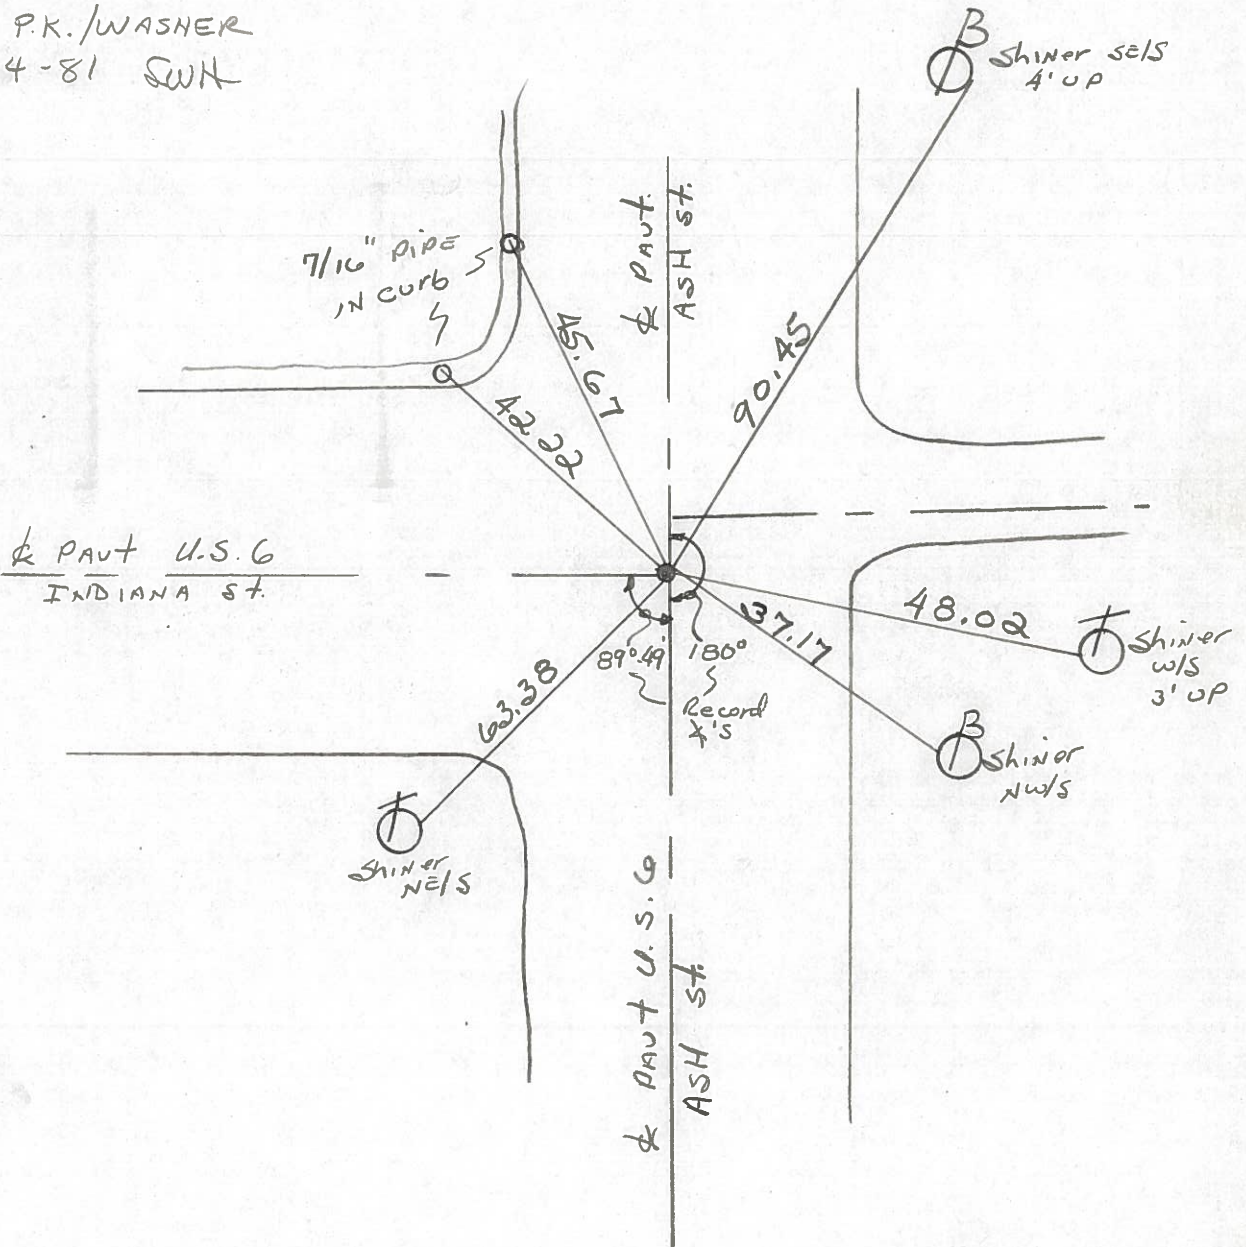 P.K./WASHER
4-81 SWH
B
Shiner SE/S
4' UP
7/16" PIPE
IN Curb
℄ PAVt.
ASH St.
45.67
90.45
42.22
℄ PAVt U.S. 6
INDIANA St.
48.02
37.17
89°.49'
180°
Record
∡'s
Shiner
W/S
3' UP
63.38
B
Shiner
NW/S
Shiner
NE/S
℄ PAVt U.S. 6
ASH St.